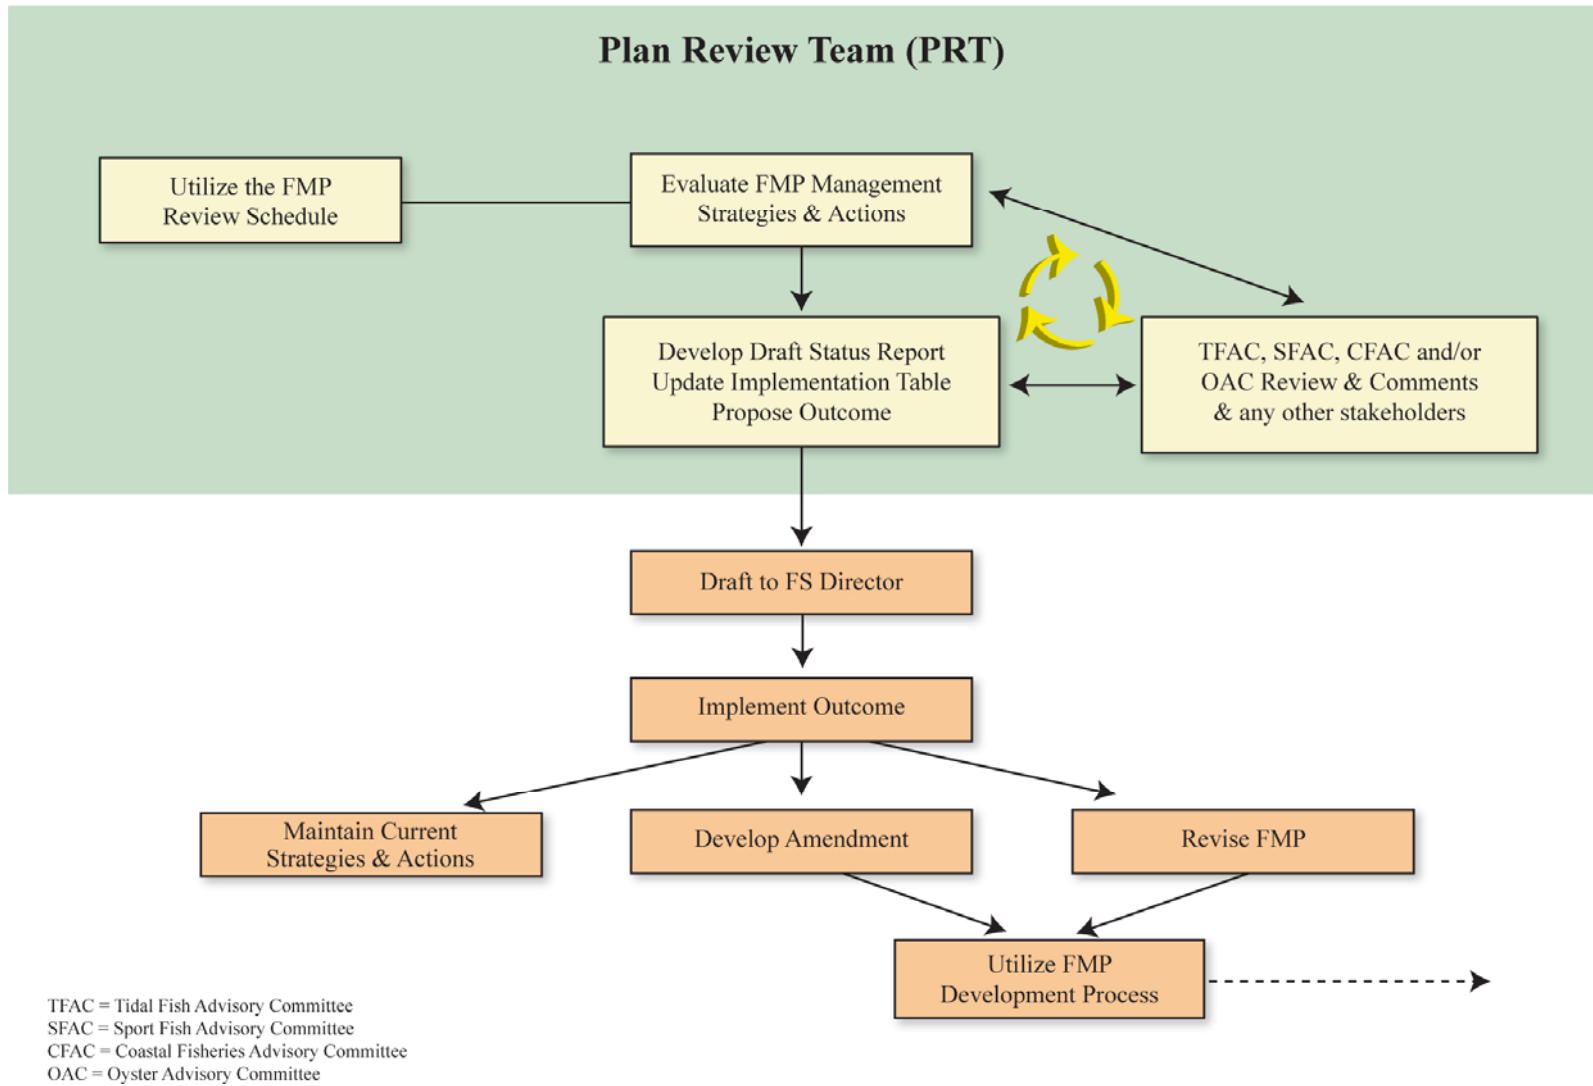 Plan Review Team (PRT)
Utilize the FMP
Review Schedule
Evaluate FMP Management
Strategies & Actions
Develop Draft Status Report
Update Implementation Table
Propose Outcome
TFAC, SFAC, CFAC and/or
OAC Review & Comments
& any other stakeholders
Draft to FS Director
Implement Outcome
Maintain Current
Strategies & Actions
Develop Amendment
Revise FMP
Utilize FMP
Development Process
TFAC = Tidal Fish Advisory Committee
SFAC = Sport Fish Advisory Committee
CFAC = Coastal Fisheries Advisory Committee
OAC = Oyster Advisory Committee